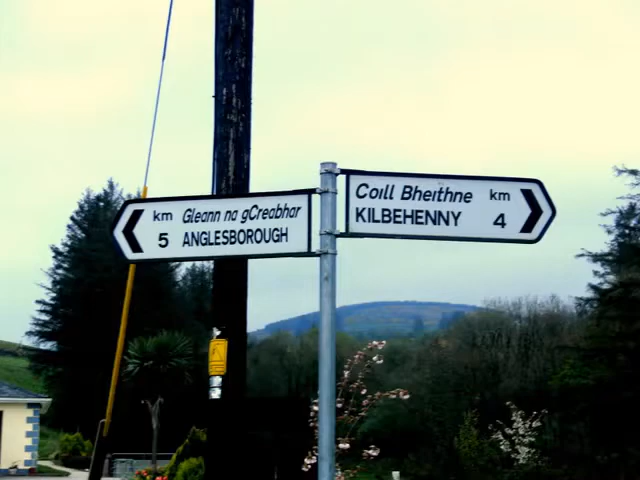 km Gleann na gCreabhar
5 ANGLESBOROUGH
Coill Bheithne km
KILBEHENNY 4